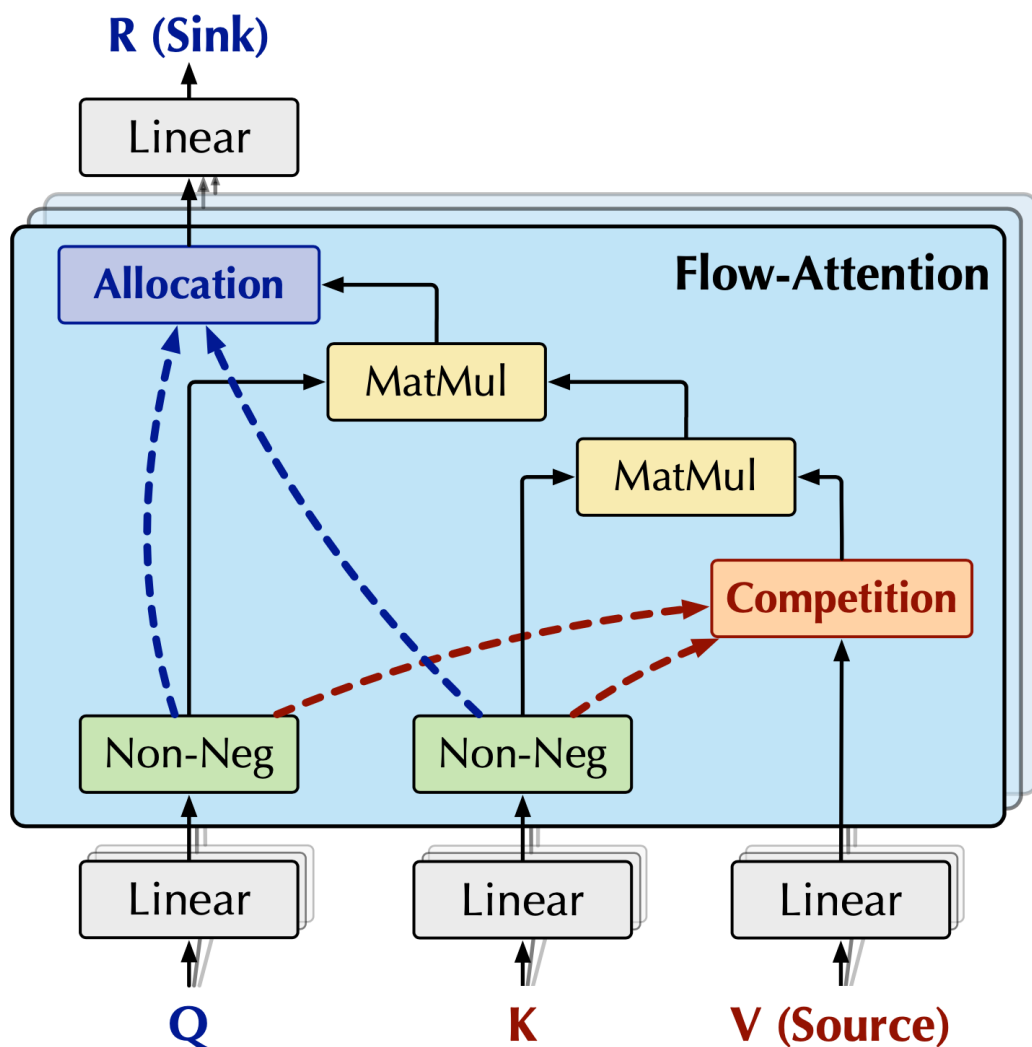 R (Sink)
Linear
Allocation
Flow-Attention
MatMul
MatMul
Competition
Non-Neg
Non-Neg
Linear
Linear
Linear
Q
K
V (Source)